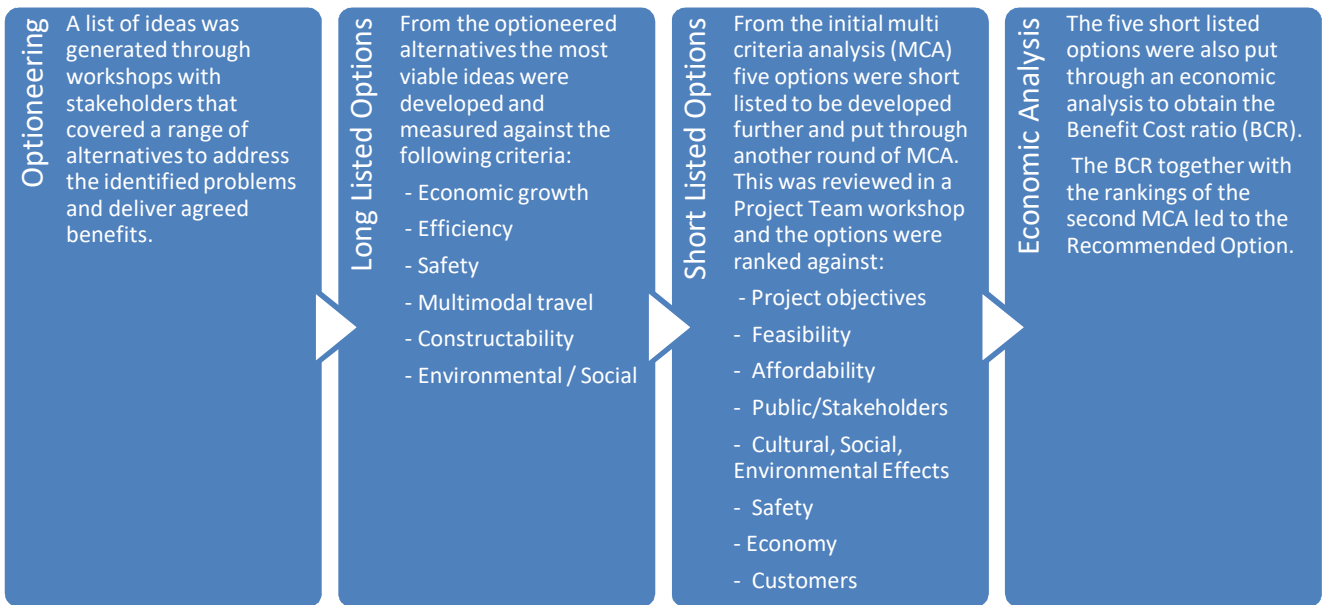 Optioneering
A list of ideas was
generated through
workshops with
stakeholders that
covered a range of
alternatives to address
the identified problems
and deliver agreed
benefits.
Long Listed Options
From the optioneered
alternatives the most
viable ideas were
developed and
measured against the
following criteria:
- Economic growth
- Efficiency
- Safety
- Multimodal travel
- Constructability
- Environmental / Social
Short Listed Options
From the initial multi
criteria analysis (MCA)
five options were short
listed to be developed
further and put through
another round of MCA.
This was reviewed in a
Project Team workshop
and the options were
ranked against:
- Project objectives
- Feasibility
- Affordability
- Public/Stakeholders
- Cultural, Social,
Environmental Effects
- Safety
- Economy
- Customers
Economic Analysis
The five short listed
options were also put
through an economic
analysis to obtain the
Benefit Cost ratio (BCR).
The BCR together with
the rankings of the
second MCA led to the
Recommended Option.